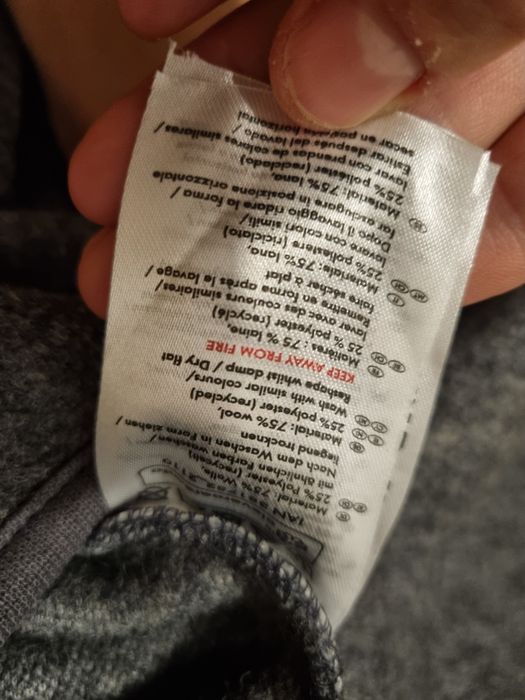 IAN
Material: 75% Wolle,
25% Polyester (recycelt)
mit ähnlichen Farben waschen/
Nach dem Waschen in Form ziehen/
liegend trocknen
Material: 75% wool,
25% polyester (recycled)
Wash with similar colours/
Reshape whilst damp / Dry flat
KEEP AWAY FROM FIRE
Matières: 75 % laine,
25 % polyester (recyclé)
laver avec des couleurs similaires/
Remettre en forme après le lavage /
faire sécher à plat
Materiale: 75% lana,
25% poliestere (riciclato)
lavare con colori simili/
Dopo il lavaggio ridare la forma /
far asciugare in posizione orizzontale
Material: 75% lana,
25% poliéster (reciclado)
lavar con prendas de colores similares/
Estirar después del lavado /
secar en posición horizontal